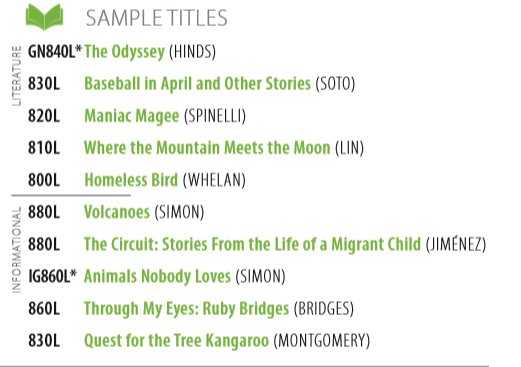 SAMPLE TITLES
LITERATURE
GN840L* The Odyssey (HINDS)
830L Baseball in April and Other Stories (SOTO)
820L Maniac Magee (SPINELLI)
810L Where the Mountain Meets the Moon (LIN)
800L Homeless Bird (WHELAN)
INFORMATIONAL
880L Volcanoes (SIMON)
880L The Circuit: Stories From the Life of a Migrant Child (JIMÉNEZ)
IG860L* Animals Nobody Loves (SIMON)
860L Through My Eyes: Ruby Bridges (BRIDGES)
830L Quest for the Tree Kangaroo (MONTGOMERY)